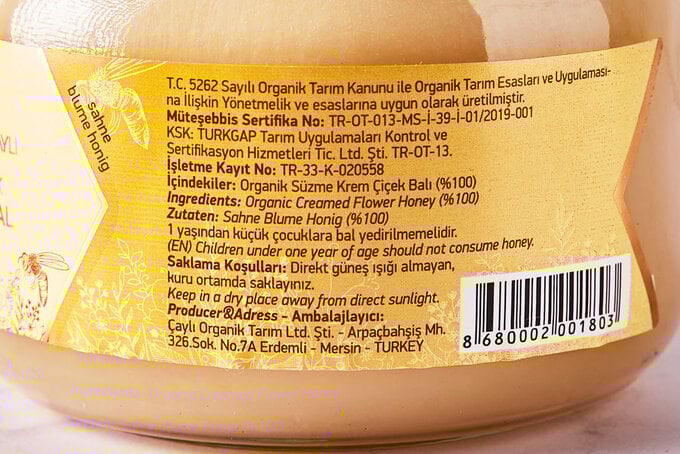 sahne
blume honig
AYLI
AL
T.C. 5262 Sayılı Organik Tarım Kanunu ile Organik Tarım Esasları ve Uygulaması-
na İlişkin Yönetmelik ve esaslarına uygun olarak üretilmiştir.
Müteşebbis Sertifika No: TR-OT-013-MS-İ-39-İ-01/2019-001
KSK: TURKGAP Tarım Uygulamaları Kontrol ve
Sertifikasyon Hizmetleri Tic. Ltd. Şti. TR-OT-13.
İşletme Kayıt No: TR-33-K-020558
İçindekiler: Organik Süzme Krem Çiçek Balı (%100)
Ingredients: Organic Creamed Flower Honey (%100)
Zutaten: Sahne Blume Honig (%100)
1 yaşından küçük çocuklara bal yedirilmemelidir.
(EN) Children under one year of age should not consume honey.
Saklama Koşulları: Direkt güneş ışığı almayan,
kuru ortamda saklayınız.
Keep in a dry place away from direct sunlight.
Producer&Adress - Ambalajlayıcı:
Çaylı Organik Tarım Ltd. Şti. - Arpaçbahşiş Mh.
326.Sok. No.7A Erdemli - Mersin - TURKEY
8 680002 001803